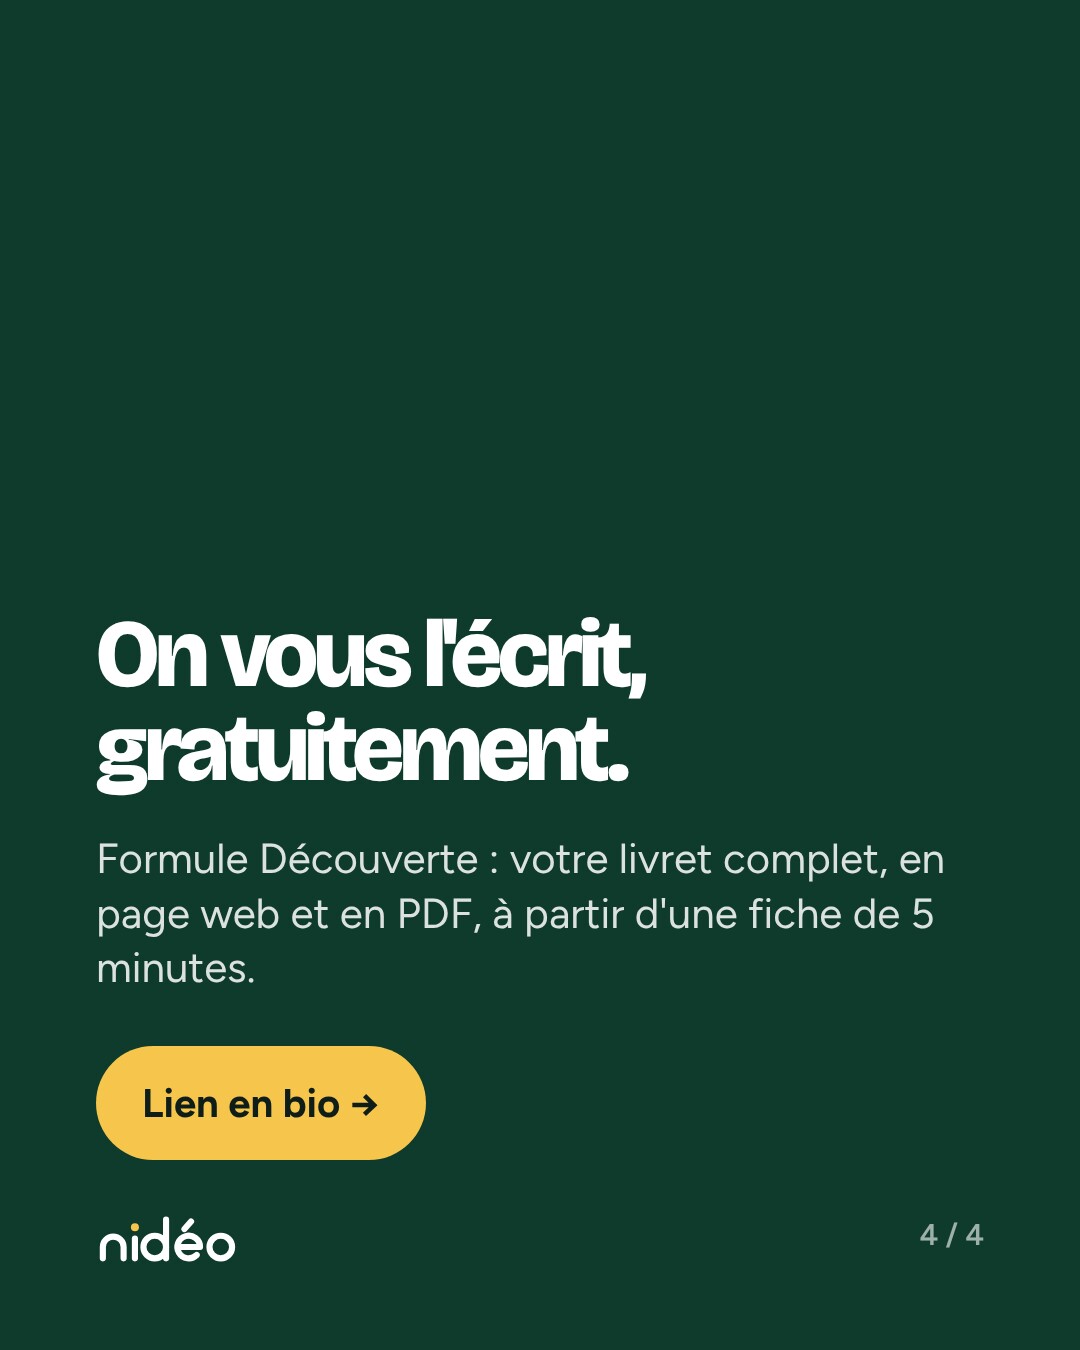 On vous l'écrit,
gratuitement.
Formule Découverte : votre livret complet, en
page web et en PDF, à partir d'une fiche de 5
minutes.
Lien en bio →
nidéo
4 / 4